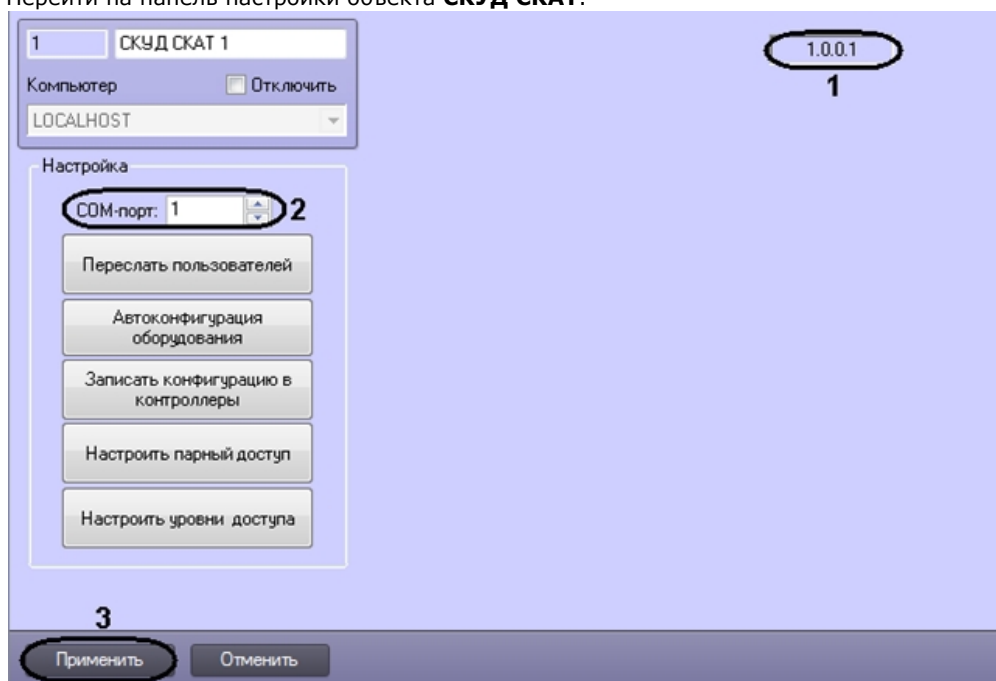 Перейти на панель настройки объекта СКУД СКАТ.
1 СКУД СКАТ 1
1.0.0.1
1
Компьютер Отключить
LOCALHOST
Настройка
COM-порт: 1
2
Переслать пользователей
Автоконфигурация
оборудования
Записать конфигурацию в
контроллеры
Настроить парный доступ
Настроить уровни доступа
3
Применить Отменить